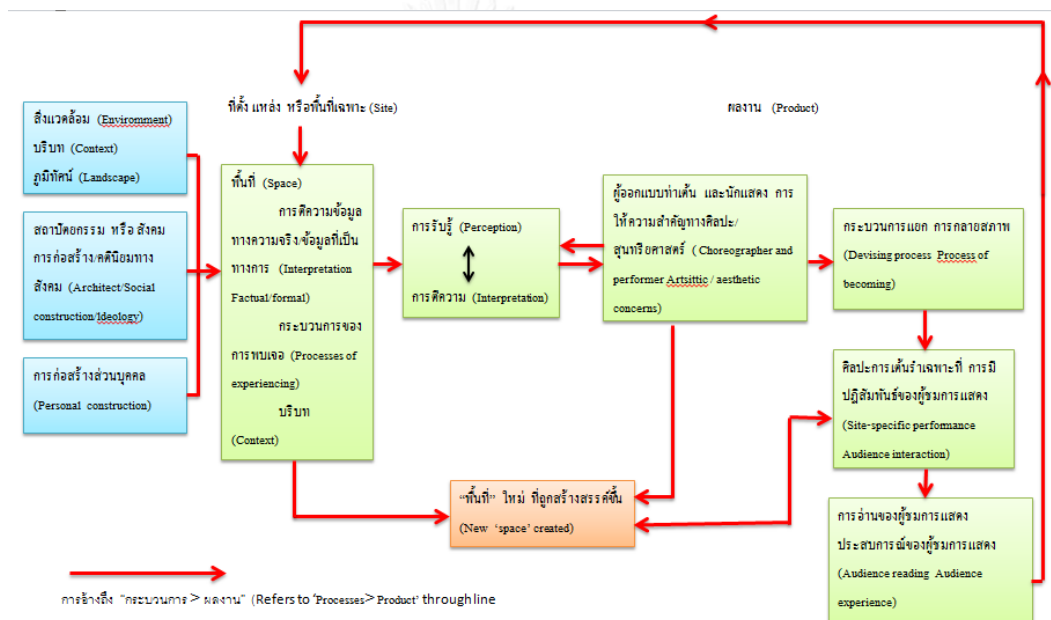 ที่ตั้ง แหล่ง หรือพื้นที่เฉพาะ (Site)
ผลงาน (Product)
สิ่งแวดล้อม (Enviromment)
บริบท (Context)
ภูมิทัศน์ (Landscape)
สถาปัตยกรรม หรือ สังคม
การก่อสร้าง/คตินิยมทาง
สังคม (Architect/Social
construction/Ideology)
การก่อสร้างส่วนบุคคล
(Personal construction)
พื้นที่ (Space)
การตีความข้อมูล
ทางความจริง/ข้อมูลที่เป็น
ทางการ (Interpretation
Factual/formal)
กระบวนการของ
การพบเจอ (Processes of
experiencing)
บริบท
(Context)
การรับรู้ (Perception)
การตีความ (Interpretation)
ผู้ออกแบบท่าเต้น และนักแสดง การ
ให้ความสำคัญทางศิลปะ/
สุนทรียศาสตร์ (Choreographer and
performer Artsittic / aesthetic
concerns)
กระบวนการแยก การกลายสภาพ
(Devising process Process of
becoming)
ศิลปะการเต้นรำเฉพาะที่ การมี
ปฏิสัมพันธ์ของผู้ชมการแสดง
(Site-specific performance
Audience interaction)
“พื้นที่” ใหม่ ที่ถูกสร้างสรรค์ขึ้น
(New ‘space’ created)
การอ่านของผู้ชมการแสดง
ประสบการณ์ของผู้ชมการแสดง
(Audience reading Audience
experience)
การอ้างถึง “กระบวนการ > ผลงาน” (Refers to ‘Processes> Product’ throughline